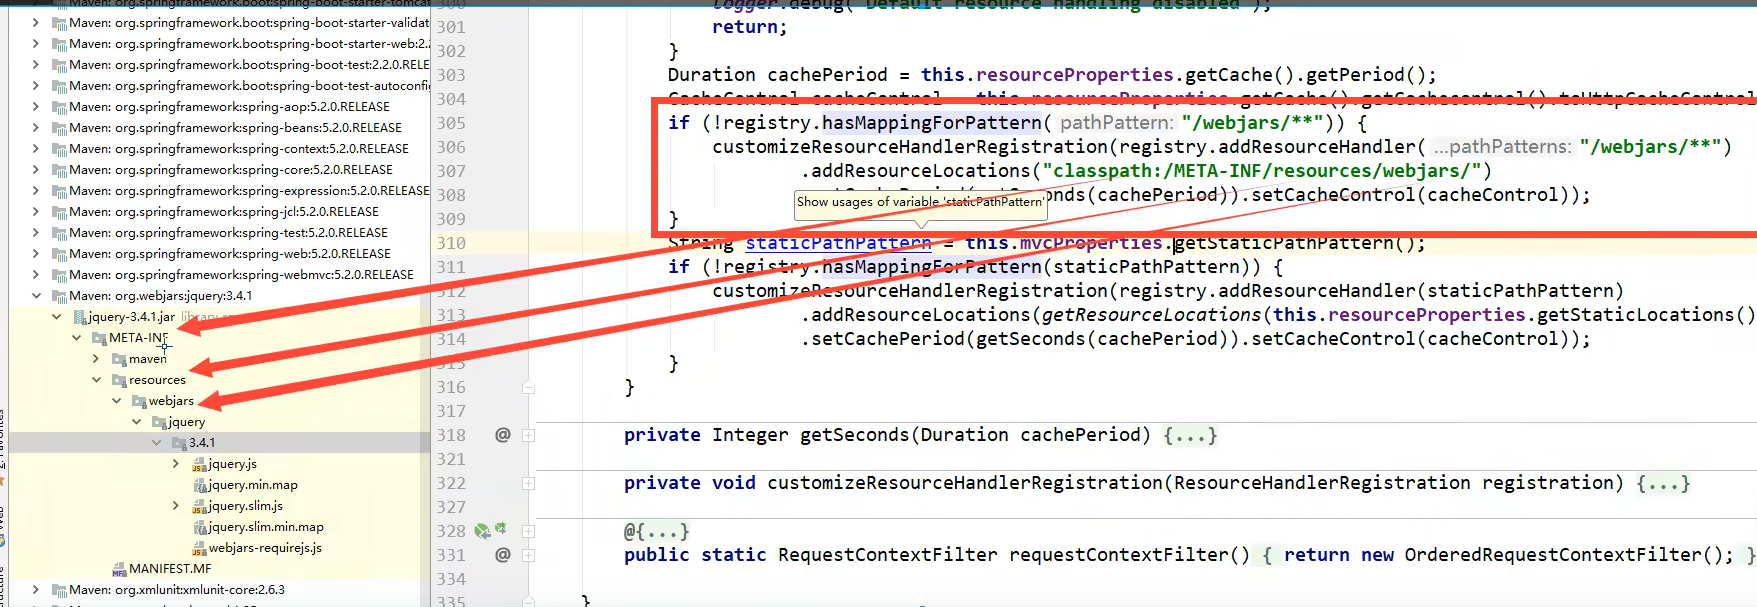 Maven: org.springframework.boot:spring-boot-starter-tomcat
Maven: org.springframework.boot:spring-boot-starter-validat
Maven: org.springframework.boot:spring-boot-starter-web:2.2
Maven: org.springframework.boot:spring-boot-test:2.2.0.RELE
Maven: org.springframework.boot:spring-boot-test-autoconfig
Maven: org.springframework:spring-aop:5.2.0.RELEASE
Maven: org.springframework:spring-beans:5.2.0.RELEASE
Maven: org.springframework:spring-context:5.2.0.RELEASE
Maven: org.springframework:spring-core:5.2.0.RELEASE
Maven: org.springframework:spring-expression:5.2.0.RELEASE
Maven: org.springframework:spring-jcl:5.2.0.RELEASE
Maven: org.springframework:spring-test:5.2.0.RELEASE
Maven: org.springframework:spring-web:5.2.0.RELEASE
Maven: org.springframework:spring-webmvc:5.2.0.RELEASE
Maven: org.webjars:jquery:3.4.1
jquery-3.4.1.jar
META-INF
maven
resources
webjars
jquery
3.4.1
jquery.js
jquery.min.map
jquery.slim.js
jquery.slim.min.map
webjars-requirejs.js
MANIFEST.MF
Maven: org.xmlunit:xmlunit-core:2.6.3
300 logger.debug("Default resource handling disabled");
301 return;
302 }
303 Duration cachePeriod = this.resourceProperties.getCache().getPeriod();
304 CacheControl cacheControl = this.resourceProperties.getCache().getCachecontrol().toHttpCacheControl
305 if (!registry.hasMappingForPattern( pathPattern: "/webjars/**")) {
306 customizeResourceHandlerRegistration(registry.addResourceHandler( ...pathPatterns: "/webjars/**")
307 .addResourceLocations("classpath:/META-INF/resources/webjars/")
308 (cachePeriod)).setCacheControl(cacheControl));
Show usages of variable 'staticPathPattern'
309 }
310 String staticPathPattern = this.mvcProperties.getStaticPathPattern();
311 if (!registry.hasMappingForPattern(staticPathPattern)) {
312 customizeResourceHandlerRegistration(registry.addResourceHandler(staticPathPattern)
313 .addResourceLocations(getResourceLocations(this.resourceProperties.getStaticLocations()
314 .setCachePeriod(getSeconds(cachePeriod)).setCacheControl(cacheControl));
315 }
316 }
317
318 @ private Integer getSeconds(Duration cachePeriod) {...}
321
322 private void customizeResourceHandlerRegistration(ResourceHandlerRegistration registration) {...}
327
328 @{...}
331 @ public static RequestContextFilter requestContextFilter() { return new OrderedRequestContextFilter(); }
334
335 }